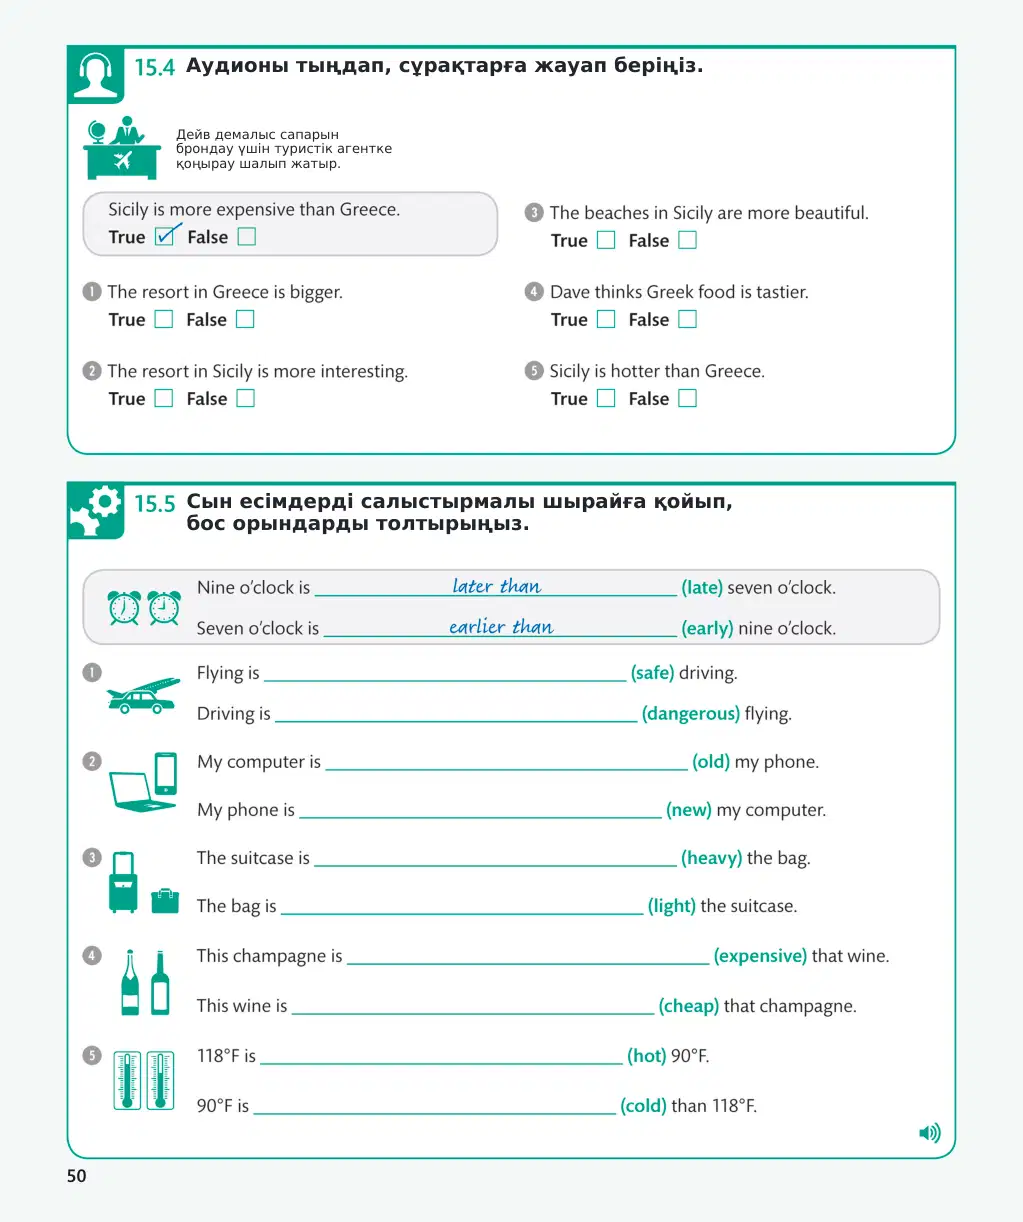 15.4 Аудионы тыңдап, сұрақтарға жауап беріңіз.
Дейв демалыс сапарын
брондау үшін туристік агентке
қоңырау шалып жатыр.
Sicily is more expensive than Greece.
True ✓ False
1 The resort in Greece is bigger.
True False
2 The resort in Sicily is more interesting.
True False
3 The beaches in Sicily are more beautiful.
True False
4 Dave thinks Greek food is tastier.
True False
5 Sicily is hotter than Greece.
True False
15.5 Сын есімдерді салыстырмалы шырайға қойып,
бос орындарды толтырыңыз.
Nine o’clock is later than (late) seven o’clock.
Seven o’clock is earlier than (early) nine o’clock.
1 Flying is (safe) driving.
Driving is (dangerous) flying.
2 My computer is (old) my phone.
My phone is (new) my computer.
3 The suitcase is (heavy) the bag.
The bag is (light) the suitcase.
4 This champagne is (expensive) that wine.
This wine is (cheap) that champagne.
5 118°F is (hot) 90°F.
90°F is (cold) than 118°F.
50